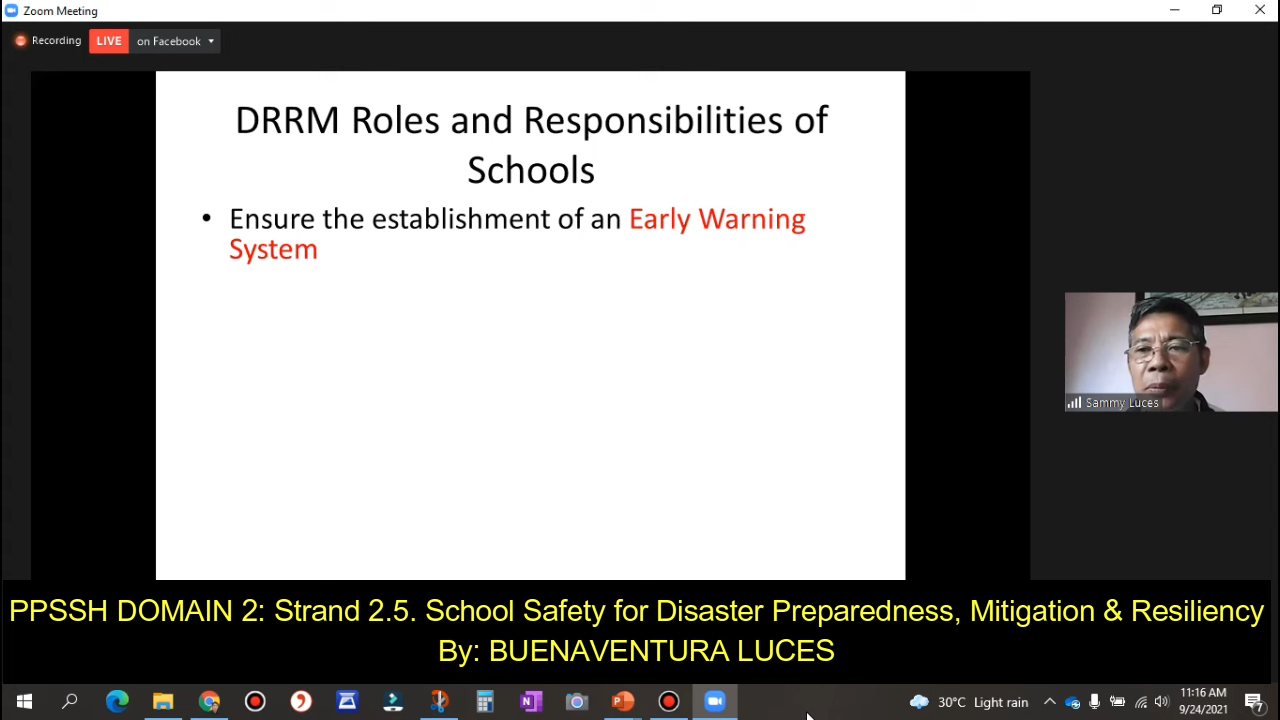 Zoom Meeting
Recording
LIVE
on Facebook
DRRM Roles and Responsibilities of
Schools
• Ensure the establishment of an Early Warning
System
Sammy Luces
PPSSH DOMAIN 2: Strand 2.5. School Safety for Disaster Preparedness, Mitigation & Resiliency
By: BUENAVENTURA LUCES
30°C Light rain
11:16 AM
9/24/2021
7